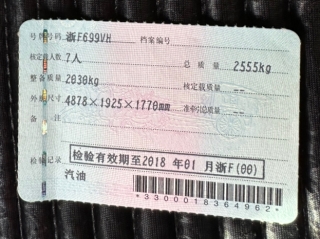 号牌号码 浙F699VH 档案编号
核定载人数 7人 总质量 2555kg
整备质量 2030kg 核定载质量 --
外廓尺寸 4878×1925×1770mm 准牵引总质量 --
备注
检验记录 检验有效期至2018年01月浙F(00)
汽油
*3300018364962*